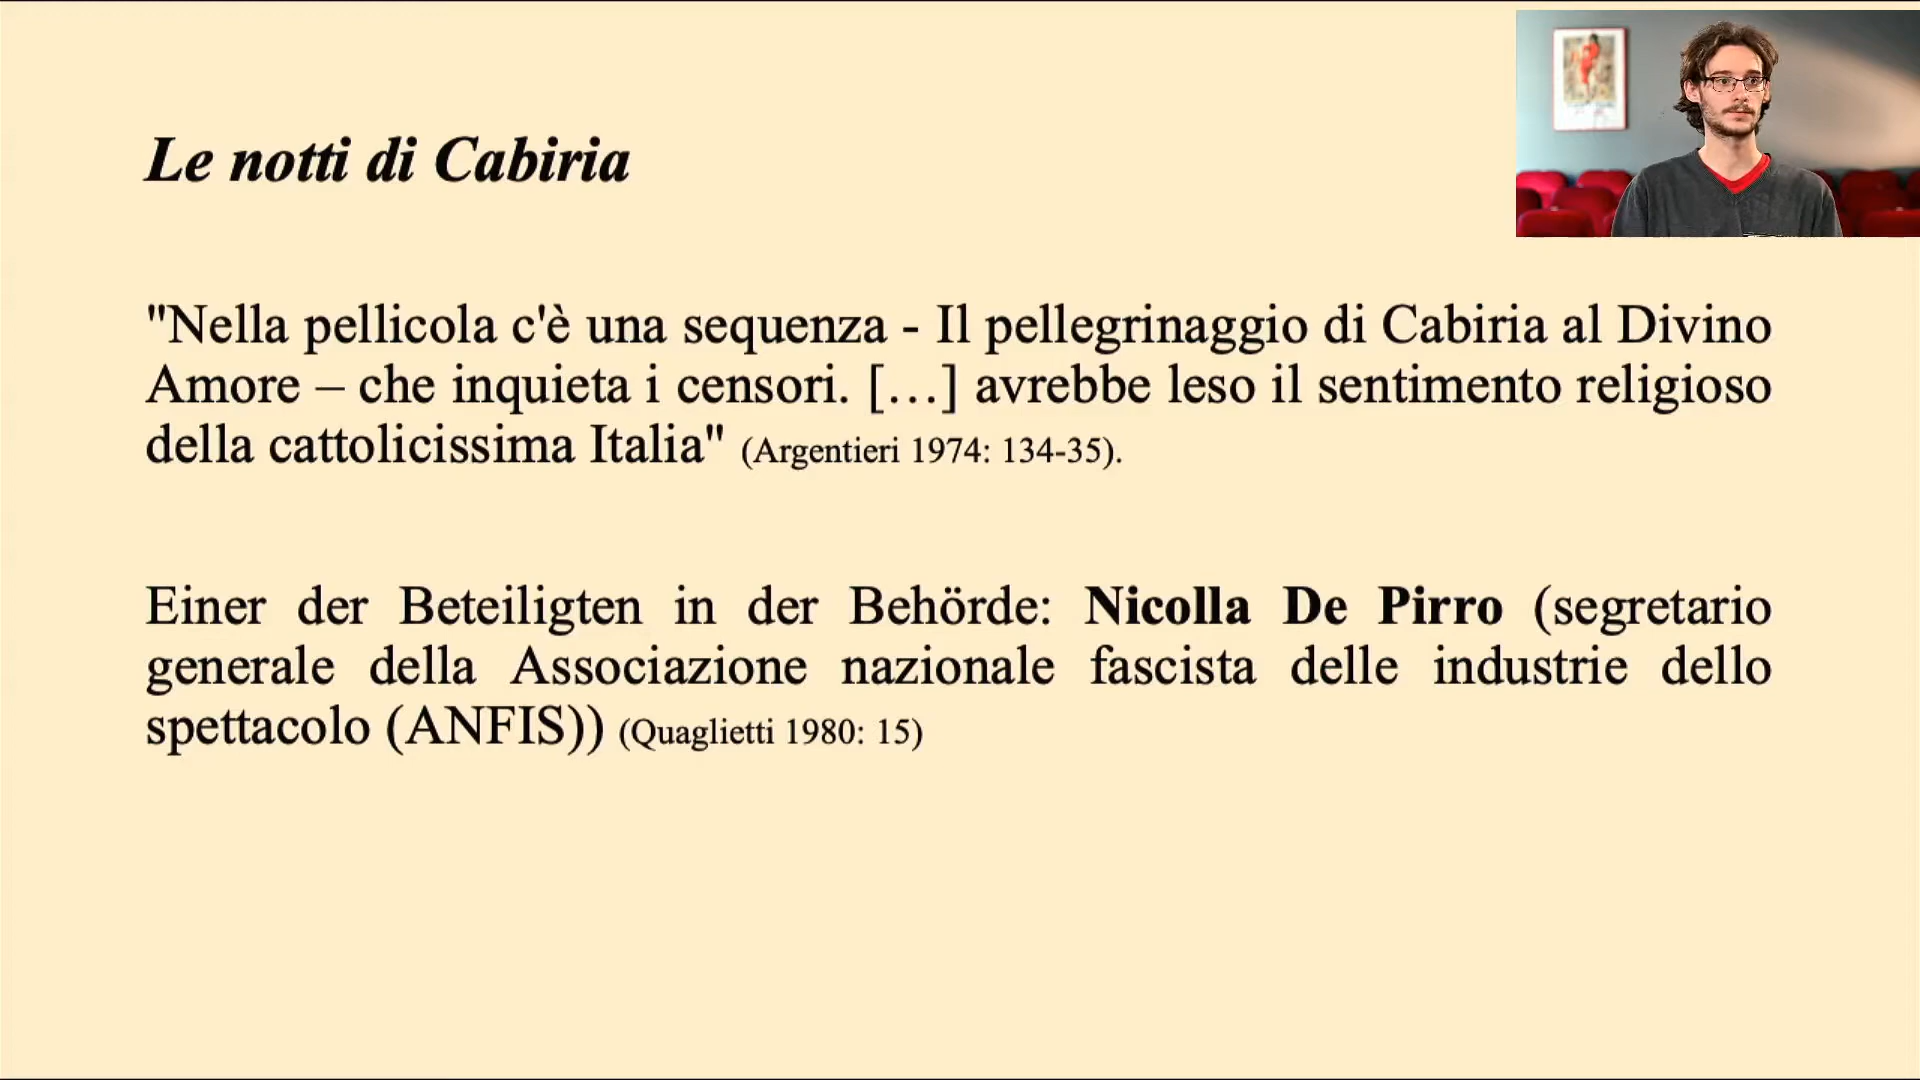 Le notti di Cabiria
"Nella pellicola c'è una sequenza - Il pellegrinaggio di Cabiria al Divino
Amore – che inquieta i censori. […] avrebbe leso il sentimento religioso
della cattolicissima Italia" (Argentieri 1974: 134-35).
Einer der Beteiligten in der Behörde: Nicolla De Pirro (segretario
generale della Associazione nazionale fascista delle industrie dello
spettacolo (ANFIS)) (Quaglietti 1980: 15)